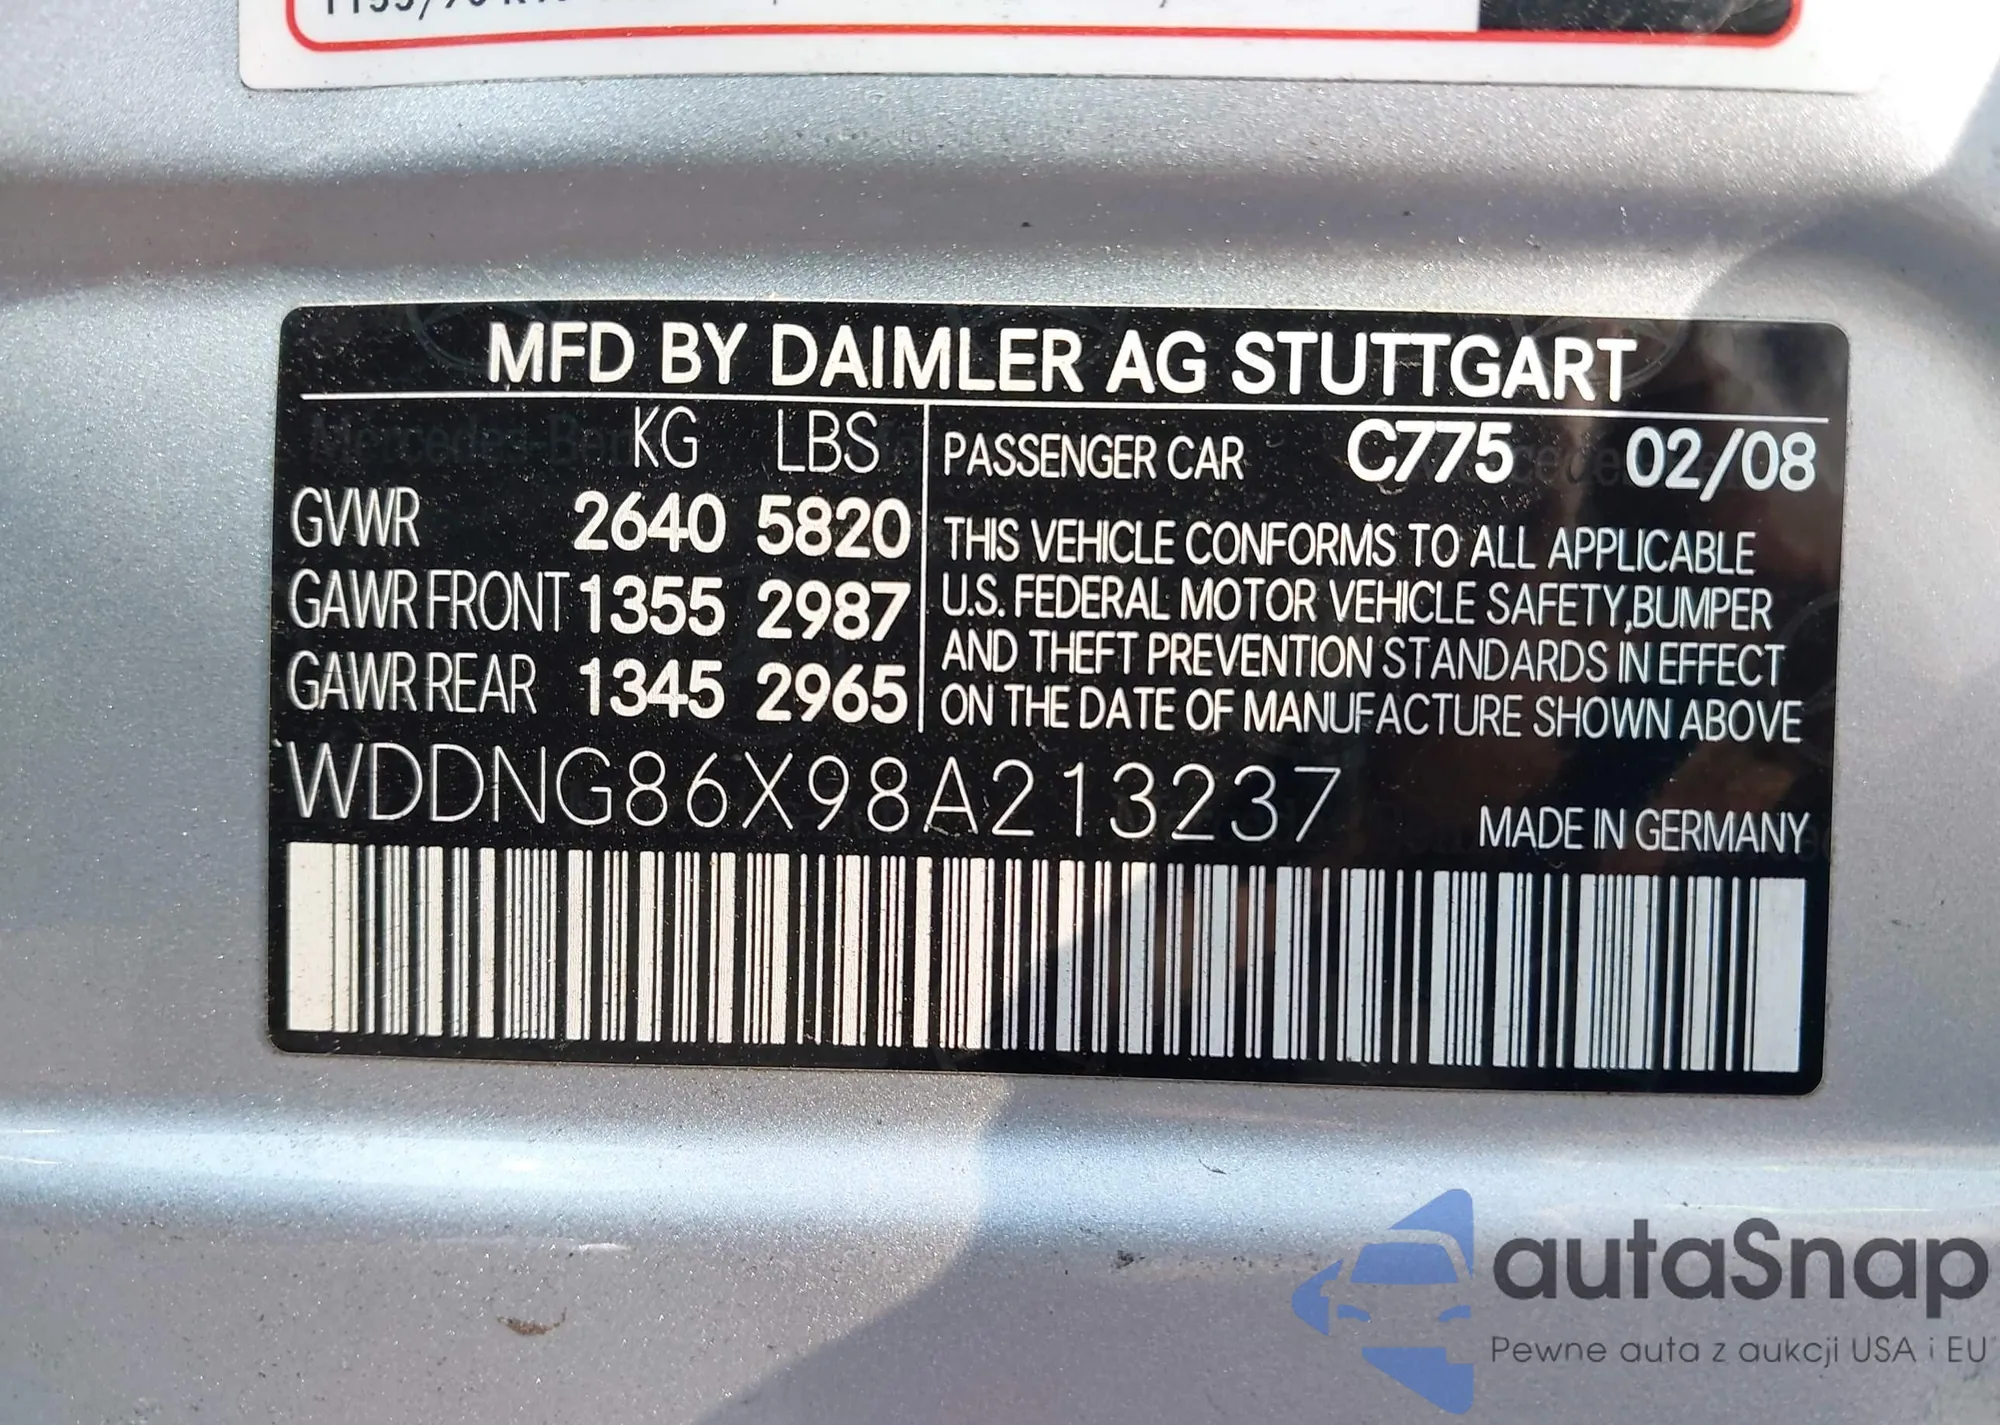 MFD BY DAIMLER AG STUTTGART
KG LBS
GVWR 2640 5820
GAWR FRONT 1355 2987
GAWR REAR 1345 2965
PASSENGER CAR C775 02/08
THIS VEHICLE CONFORMS TO ALL APPLICABLE
U.S. FEDERAL MOTOR VEHICLE SAFETY,BUMPER
AND THEFT PREVENTION STANDARDS IN EFFECT
ON THE DATE OF MANUFACTURE SHOWN ABOVE
WDDNG86X98A213237
MADE IN GERMANY
autaSnap
Pewne auta z aukcji USA i EU